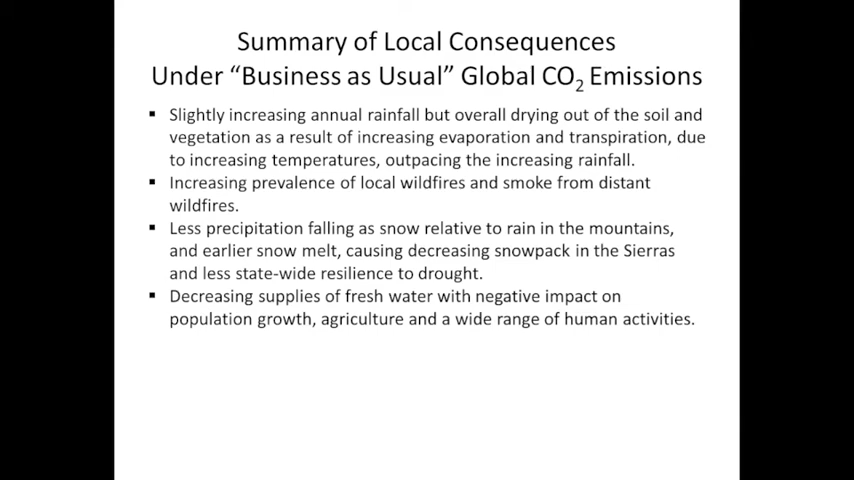 Summary of Local Consequences
Under “Business as Usual” Global CO₂ Emissions
▪ Slightly increasing annual rainfall but overall drying out of the soil and
vegetation as a result of increasing evaporation and transpiration, due
to increasing temperatures, outpacing the increasing rainfall.
▪ Increasing prevalence of local wildfires and smoke from distant
wildfires.
▪ Less precipitation falling as snow relative to rain in the mountains,
and earlier snow melt, causing decreasing snowpack in the Sierras
and less state-wide resilience to drought.
▪ Decreasing supplies of fresh water with negative impact on
population growth, agriculture and a wide range of human activities.